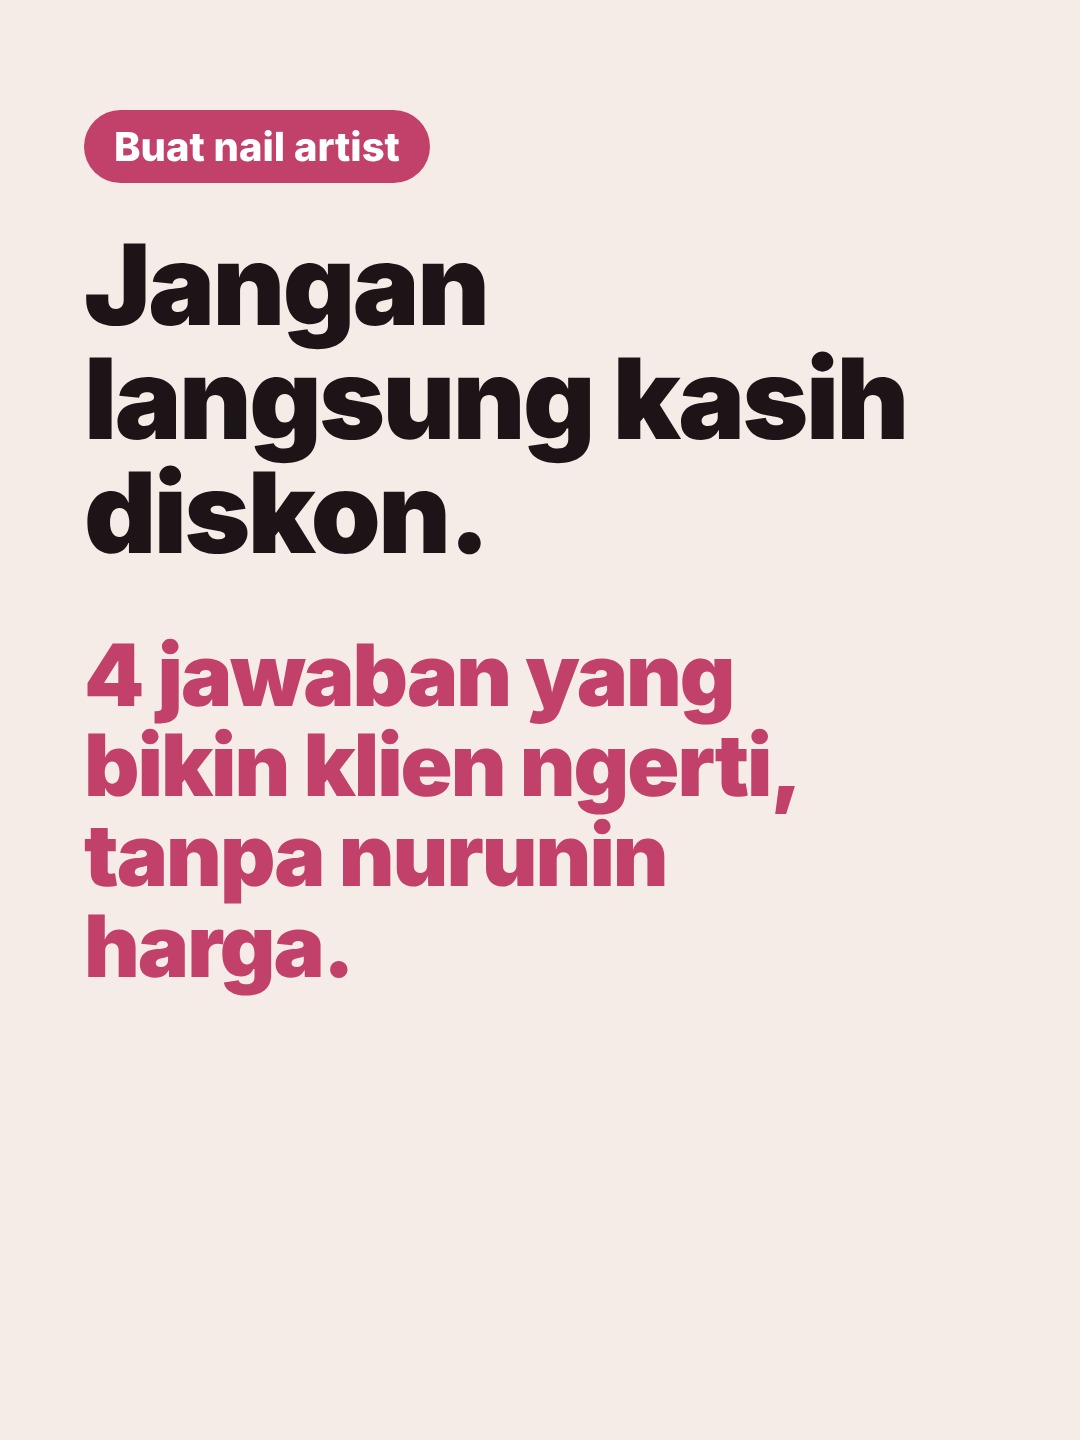 Buat nail artist
Jangan
langsung kasih
diskon.
4 jawaban yang
bikin klien ngerti,
tanpa nurunin
harga.